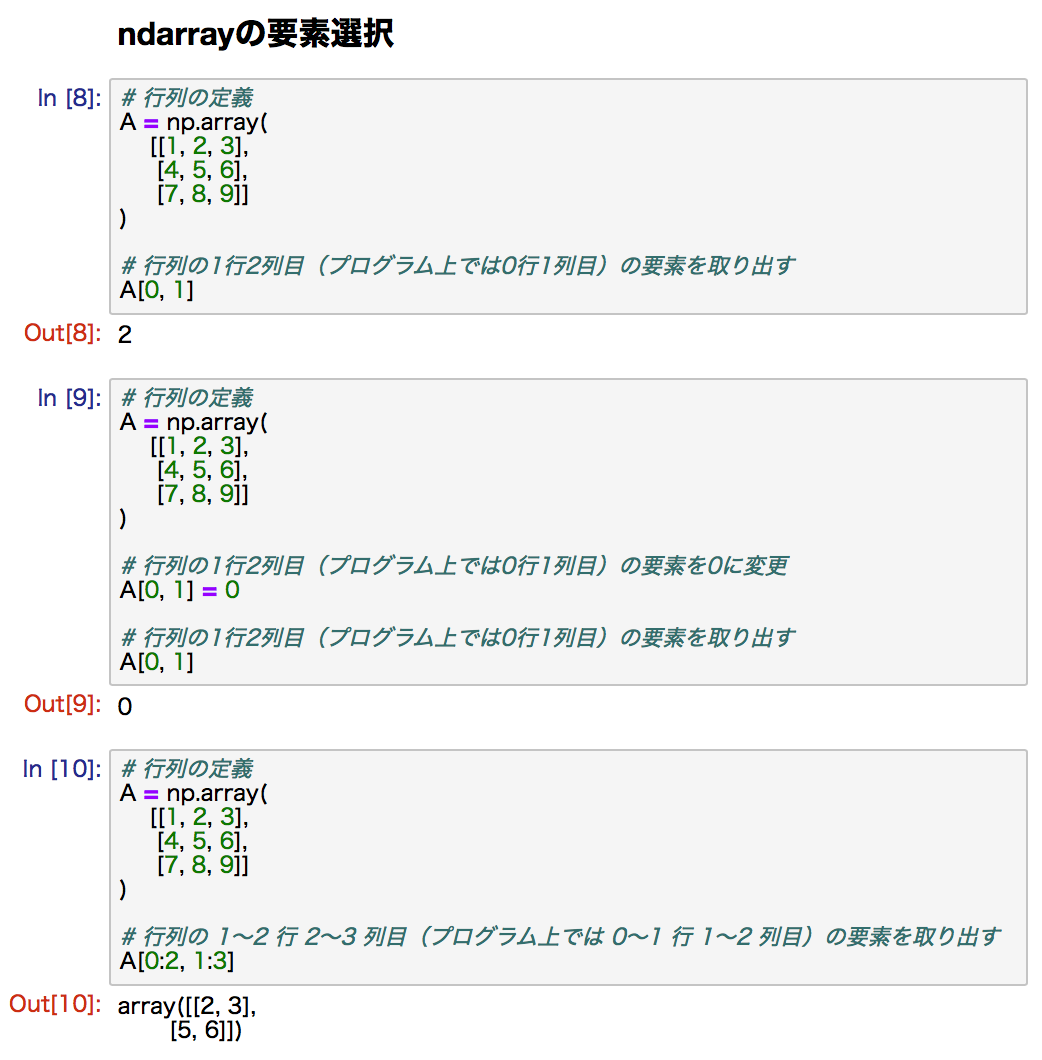 ndarrayの要素選択
In [8]:
# 行列の定義
A = np.array(
[[1, 2, 3],
[4, 5, 6],
[7, 8, 9]]
)
# 行列の1行2列目（プログラム上では0行1列目）の要素を取り出す
A[0, 1]
Out[8]: 2
In [9]:
# 行列の定義
A = np.array(
[[1, 2, 3],
[4, 5, 6],
[7, 8, 9]]
)
# 行列の1行2列目（プログラム上では0行1列目）の要素を0に変更
A[0, 1] = 0
# 行列の1行2列目（プログラム上では0行1列目）の要素を取り出す
A[0, 1]
Out[9]: 0
In [10]:
# 行列の定義
A = np.array(
[[1, 2, 3],
[4, 5, 6],
[7, 8, 9]]
)
# 行列の 1〜2 行 2〜3 列目（プログラム上では 0〜1 行 1〜2 列目）の要素を取り出す
A[0:2, 1:3]
Out[10]: array([[2, 3],
[5, 6]])